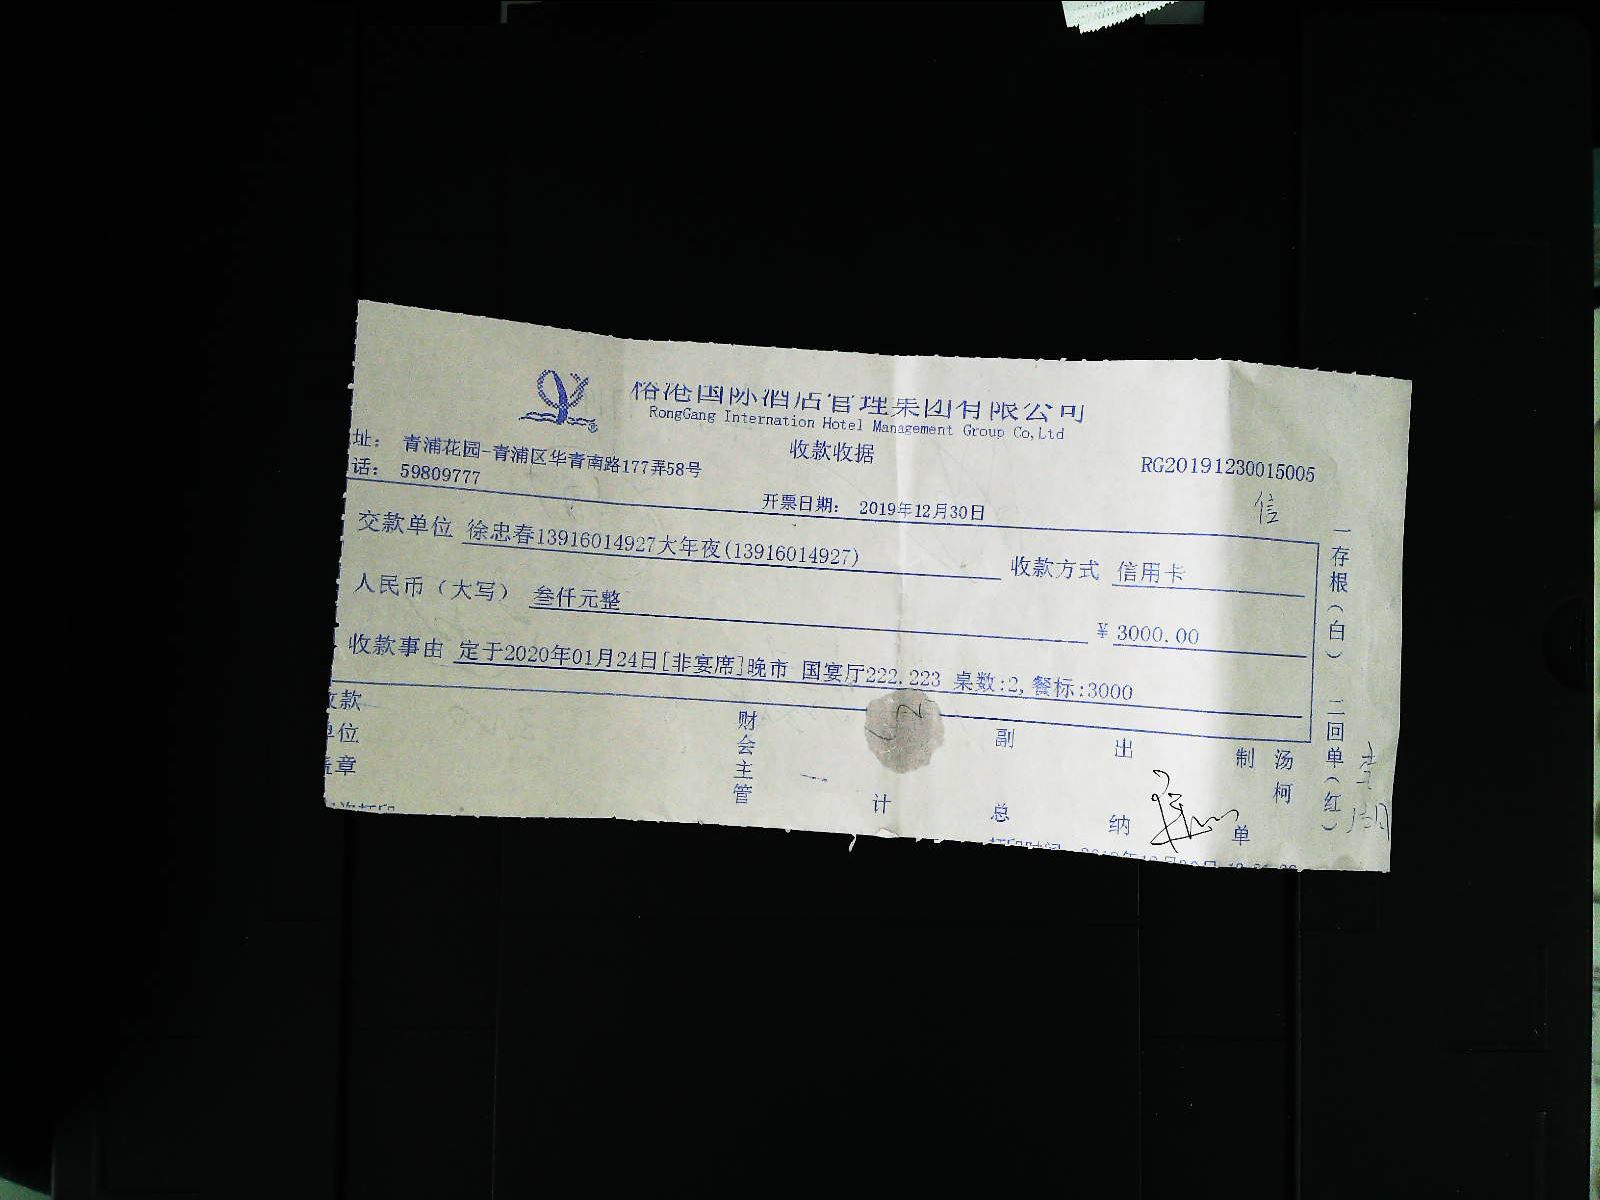 裕港国际酒店管理集团有限公司
RongGang Internation Hotel Management Group Co,Ltd
收款收据
址： 青浦花园-青浦区华青南路177弄58号
RG20191230015005
话： 59809777
开票日期： 2019年12月30日
信
交款单位 徐忠春13916014927大年夜(13916014927) 收款方式 信用卡
人民币（大写） 叁仟元整 ￥3000.00
收款事由 定于2020年01月24日[非宴席]晚市 国宴厅222.223 桌数:2,餐标:3000
收款
单位
盖章
财会主管
计
副总
出纳
制单
汤柯
一存根（白） 二回单（红）